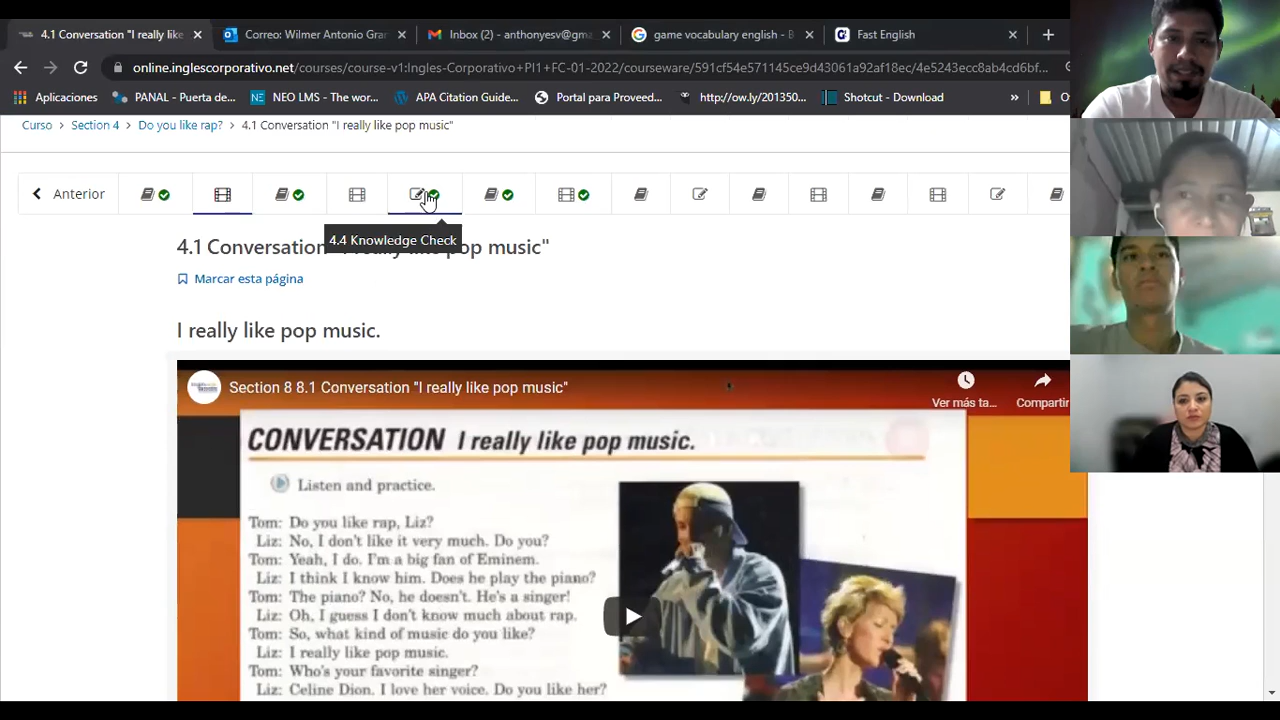 4.1 Conversation "I really like
Correo: Wilmer Antonio Gra
Inbox (2) - anthonyesv@gma
game vocabulary english - B
Fast English
online.inglescorporativo.net/courses/course-v1:Ingles-Corporativo+PI1+FC-01-2022/courseware/591cf54e571145ce9d43061a92af18ec/4e5243ecc8ab4cd6bf...
Aplicaciones
PANAL - Puerta de...
NEO LMS - The wor...
APA Citation Guide...
Portal para Proveed...
http://ow.ly/201350...
Shotcut - Download
»
Curso > Section 4 > Do you like rap? > 4.1 Conversation "I really like pop music"
Anterior
4.4 Knowledge Check
4.1 Conversation pop music"
Marcar esta página
I really like pop music.
Section 8 8.1 Conversation "I really like pop music"
Ver más ta...
Compartir
CONVERSATION I really like pop music.
Listen and practice.
Tom: Do you like rap, Liz?
Liz: No, I don't like it very much. Do you?
Tom: Yeah, I do. I'm a big fan of Eminem.
Liz: I think I know him. Does he play the piano?
Tom: The piano? No, he doesn't. He's a singer!
Liz: Oh, I guess I don't know much about rap.
Tom: So, what kind of music do you like?
Liz: I really like pop music.
Tom: Who's your favorite singer?
Liz: Celine Dion. I love her voice. Do you like her?